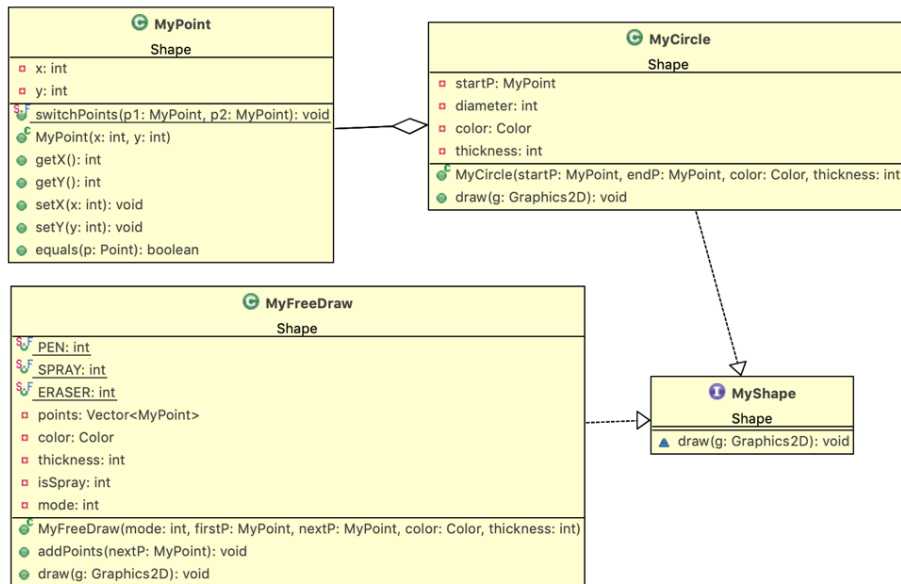 MyPoint
Shape
x: int
y: int
switchPoints(p1: MyPoint, p2: MyPoint): void
MyPoint(x: int, y: int)
getX(): int
getY(): int
setX(x: int): void
setY(y: int): void
equals(p: Point): boolean
MyCircle
Shape
startP: MyPoint
diameter: int
color: Color
thickness: int
MyCircle(startP: MyPoint, endP: MyPoint, color: Color, thickness: int
draw(g: Graphics2D): void
MyFreeDraw
Shape
PEN: int
SPRAY: int
ERASER: int
points: Vector<MyPoint>
color: Color
thickness: int
isSpray: int
mode: int
MyFreeDraw(mode: int, firstP: MyPoint, nextP: MyPoint, color: Color, thickness: int)
addPoints(nextP: MyPoint): void
draw(g: Graphics2D): void
MyShape
Shape
draw(g: Graphics2D): void